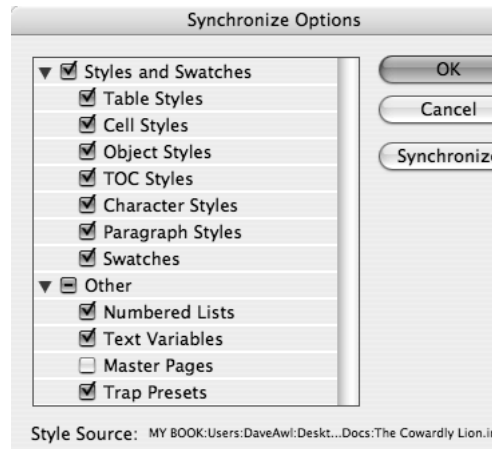 Synchronize Options
Styles and Swatches
Table Styles
Cell Styles
Object Styles
TOC Styles
Character Styles
Paragraph Styles
Swatches
Other
Numbered Lists
Text Variables
Master Pages
Trap Presets
OK
Cancel
Synchronize
Style Source: MY BOOK:Users:DaveAwl:Deskt...Docs:The Cowardly Lion.in